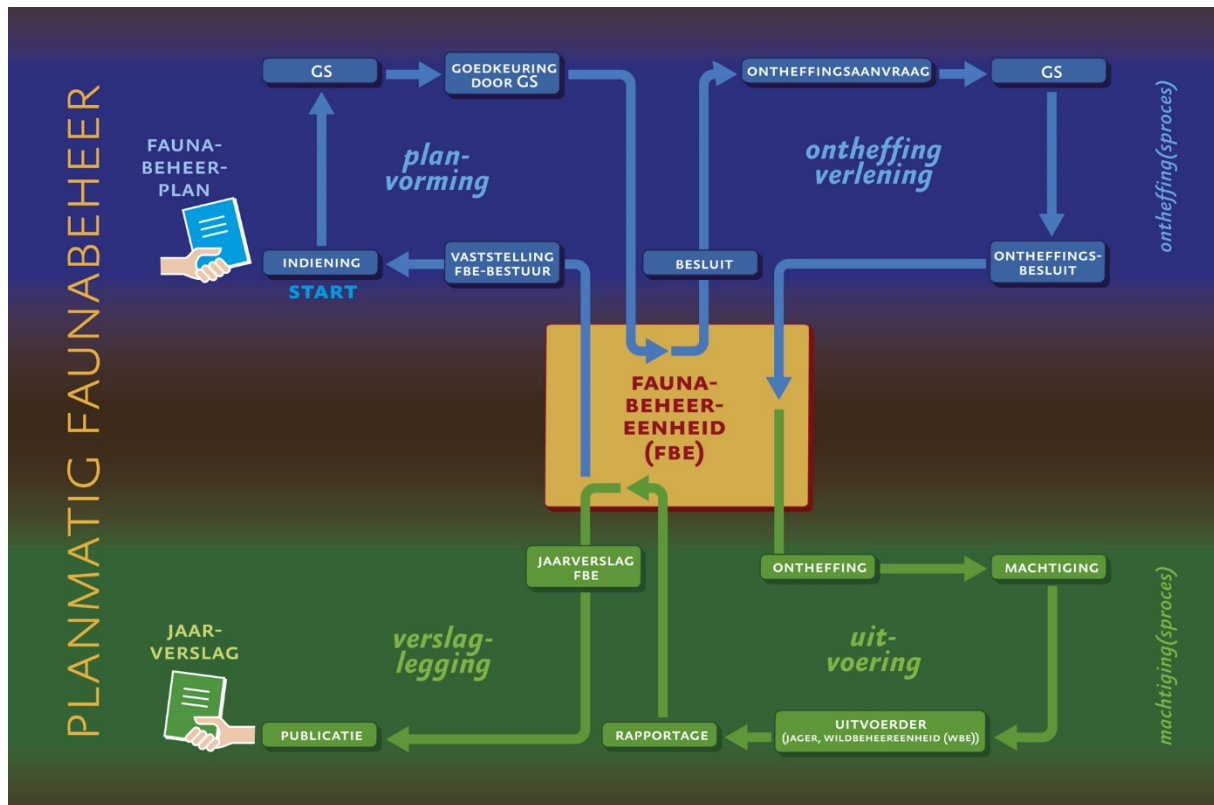 PLANMATIG FAUNABEHEER
FAUNA-
BEHEER-
PLAN
GS
GOEDKEURING
DOOR GS
plan-
vorming
INDIENING
START
VASTSTELLING
FBE-BESTUUR
ONTHEFFINGSAANVRAAG
GS
ontheffing
verlening
BESLUIT
ONTHEFFINGS-
BESLUIT
ontheffing(sproces)
FAUNA-
BEHEER-
EENHEID
(FBE)
JAARVERSLAG
FBE
ONTHEFFING
MACHTIGING
JAAR-
VERSLAG
verslag-
legging
uit-
voering
PUBLICATIE
RAPPORTAGE
UITVOERDER
(JAGER, WILDBEHEEREENHEID (WBE))
machtiging(sproces)